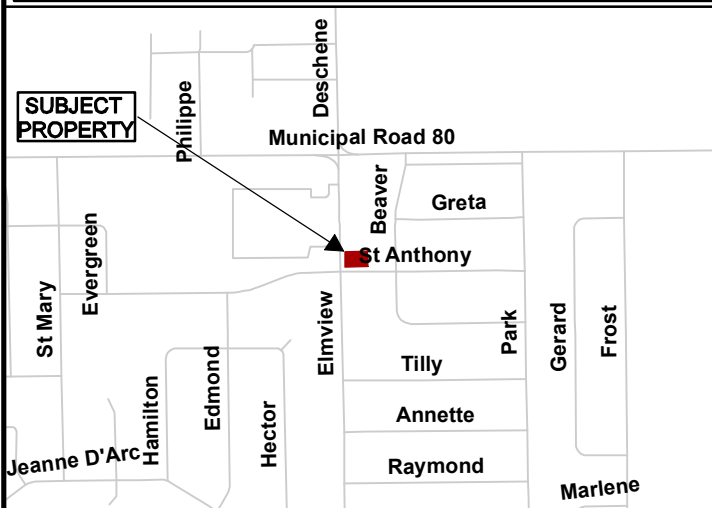 Deschene
Philippe
SUBJECT
PROPERTY
Municipal Road 80
Beaver
Greta
St Anthony
Evergreen
St Mary
Elmview
Park
Gerard
Frost
Tilly
Edmond
Hamilton
Hector
Annette
Jeanne D'Arc
Raymond
Marlene